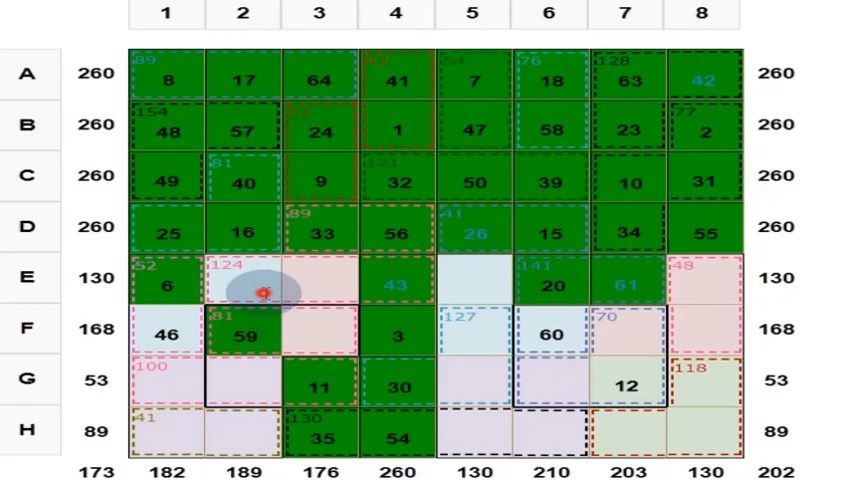 1 2 3 4 5 6 7 8
89 42 54 76 128
A 260 8 17 64 41 7 18 63 42 260
154 77
B 260 48 57 24 1 47 58 23 2 260
81 121
C 260 49 40 9 32 50 39 10 31 260
89 41
D 260 25 16 33 56 26 15 34 55 260
52 124 141 48
E 130 6 43 20 61 130
81 127 70
F 168 46 59 3 60 168
100 118
G 53 11 30 12 53
41 130
H 89 35 54 89
173 182 189 176 260 130 210 203 130 202